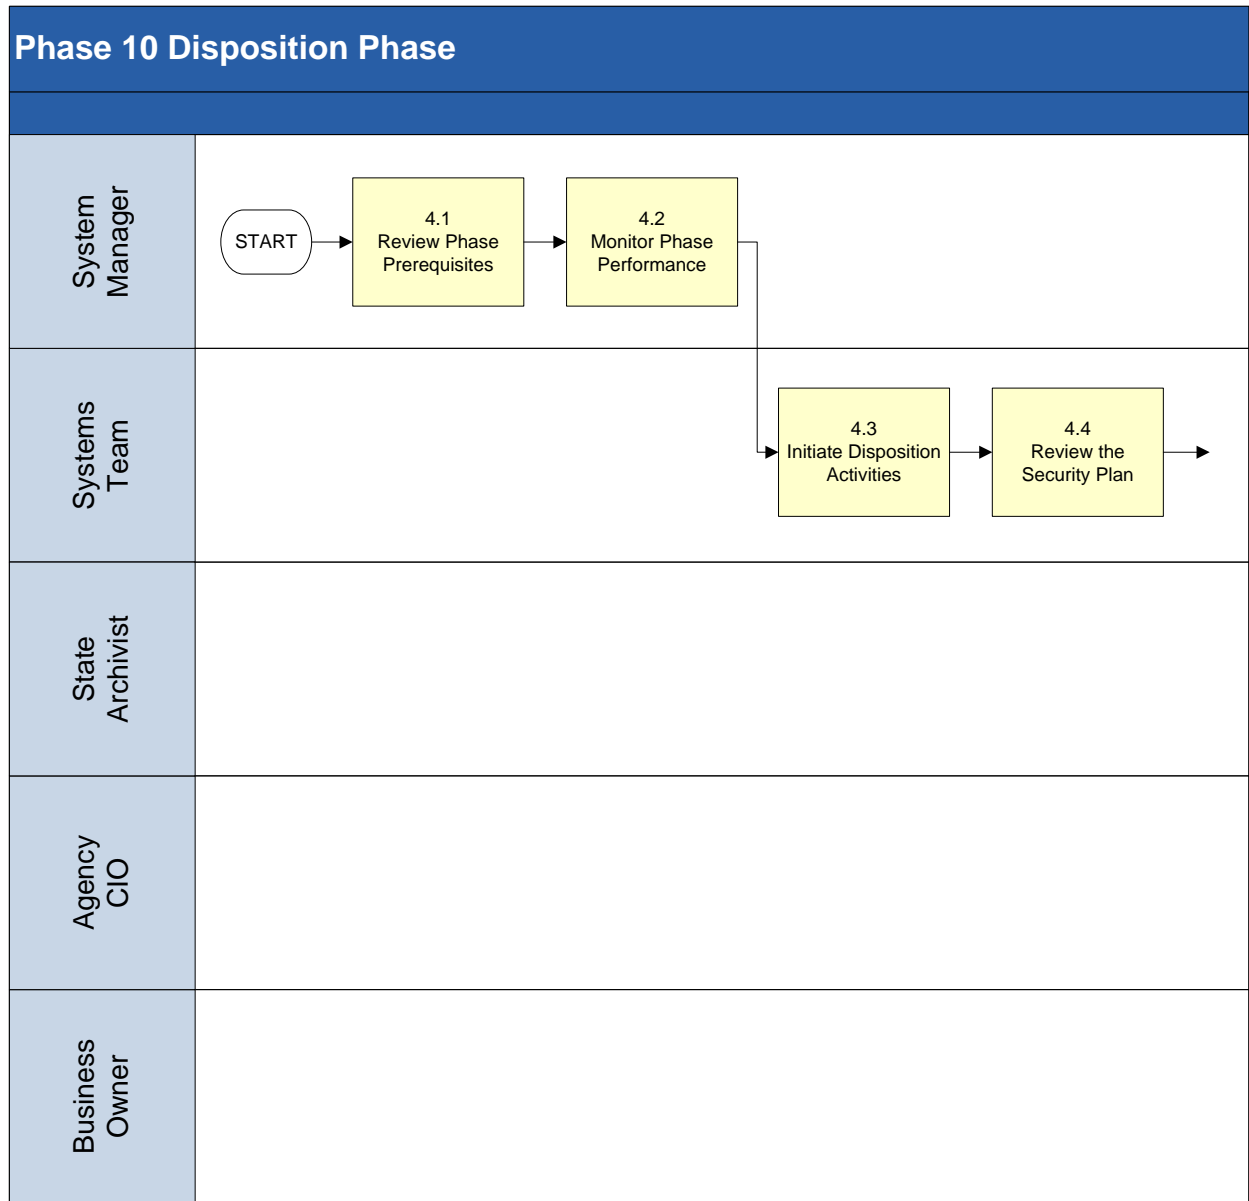 Phase 10 Disposition Phase
System
Manager
START
4.1
Review Phase
Prerequisites
4.2
Monitor Phase
Performance
Systems
Team
4.3
Initiate Disposition
Activities
4.4
Review the
Security Plan
State
Archivist
Agency
CIO
Business
Owner